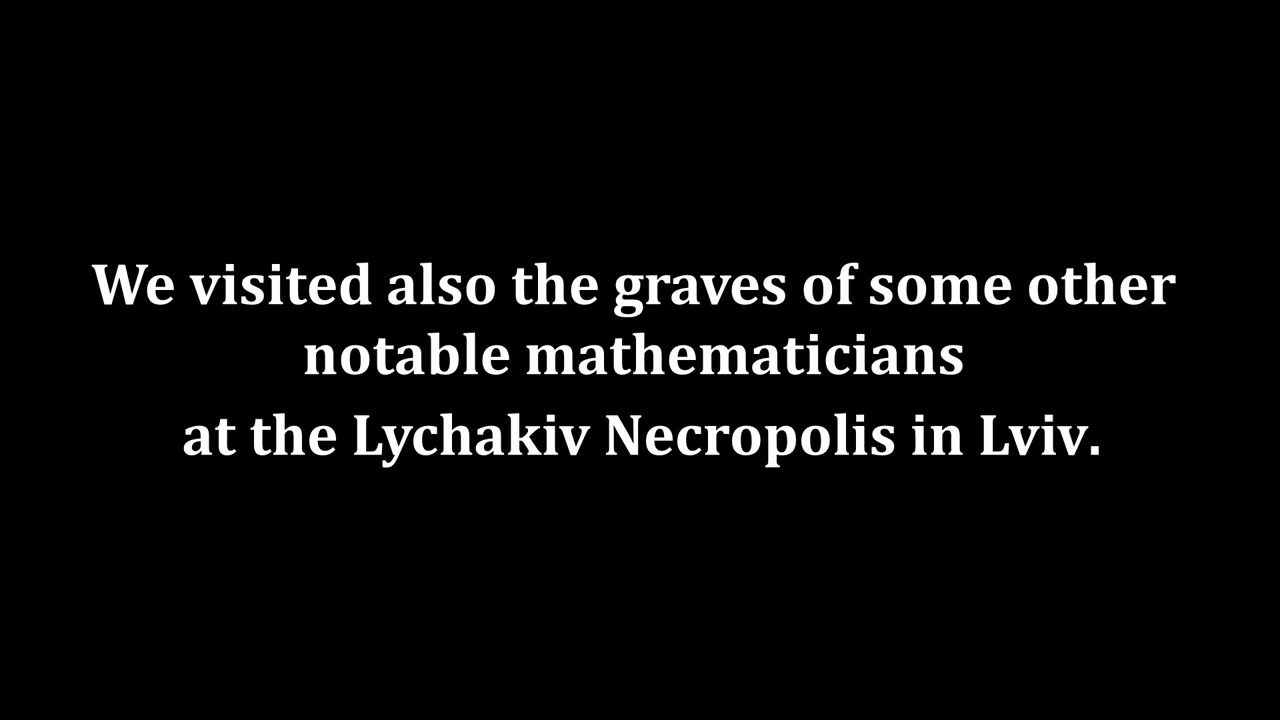 We visited also the graves of some other
notable mathematicians
at the Lychakiv Necropolis in Lviv.